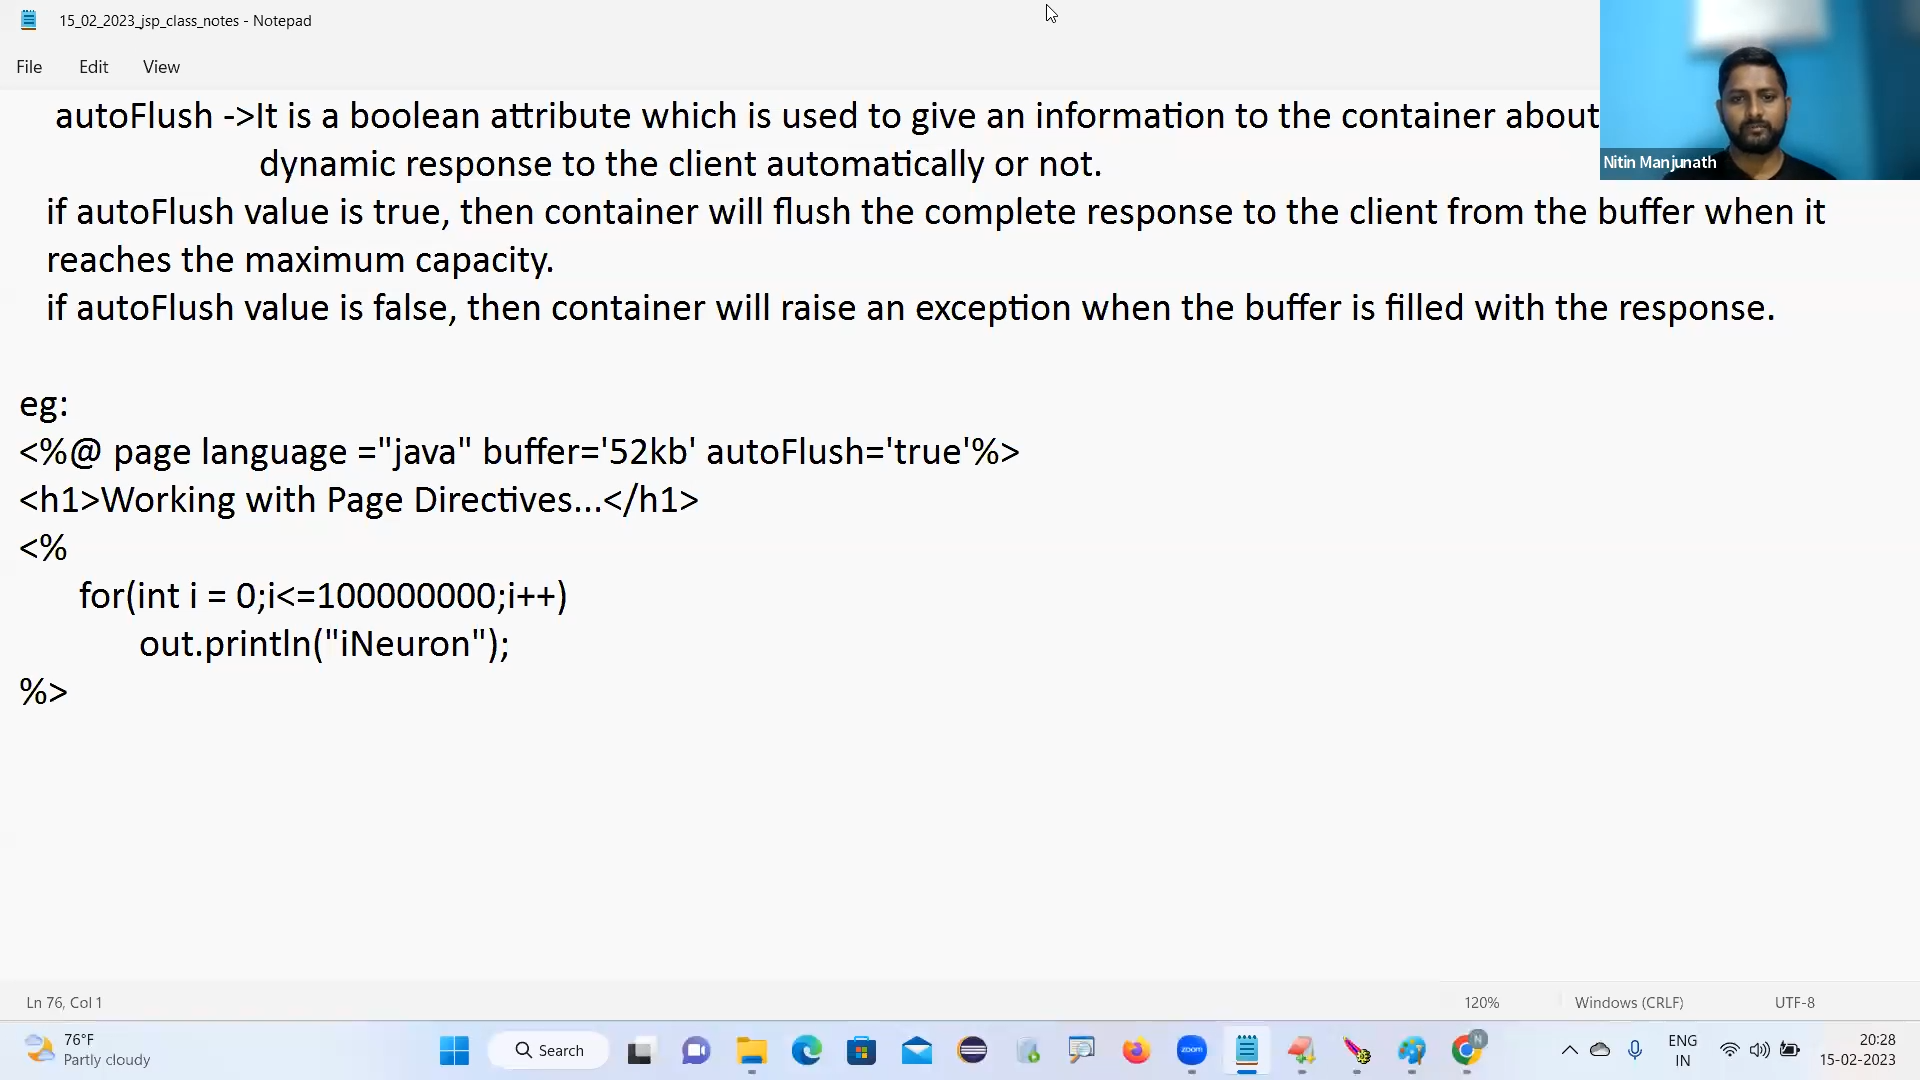 15_02_2023_jsp_class_notes - Notepad
File Edit View
autoFlush ->It is a boolean attribute which is used to give an information to the container about
dynamic response to the client automatically or not.
if autoFlush value is true, then container will flush the complete response to the client from the buffer when it
reaches the maximum capacity.
if autoFlush value is false, then container will raise an exception when the buffer is filled with the response.
eg:
<%@ page language ="java" buffer='52kb' autoFlush='true'%>
<h1>Working with Page Directives...</h1>
<%
for(int i = 0;i<=100000000;i++)
out.println("iNeuron");
%>
Nitin Manjunath
Ln 76, Col 1 120% Windows (CRLF) UTF-8
76°F
Partly cloudy
Search
zoom
N
ENG
IN
20:28
15-02-2023